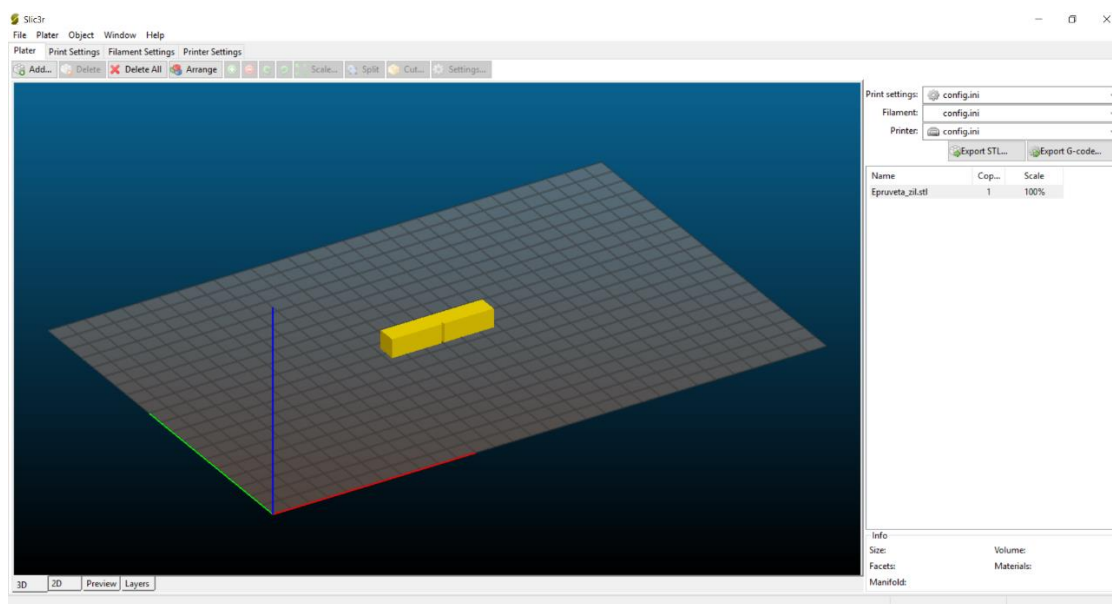 Slic3r
File Plater Object Window Help
Plater Print Settings Filament Settings Printer Settings
Add... Delete Delete All Arrange Scale... Split Cut... Settings...
Print settings: config.ini
Filament: config.ini
Printer: config.ini
Export STL... Export G-code...
Name Cop... Scale
Epruveta_zil.stl 1 100%
Info
Size: Volume:
Facets: Materials:
Manifold:
3D 2D Preview Layers